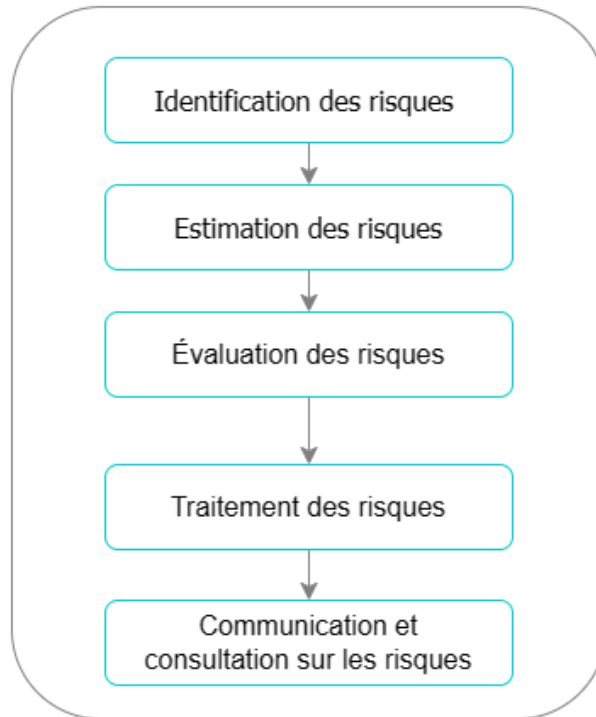 Identification des risques
Estimation des risques
Évaluation des risques
Traitement des risques
Communication et
consultation sur les risques